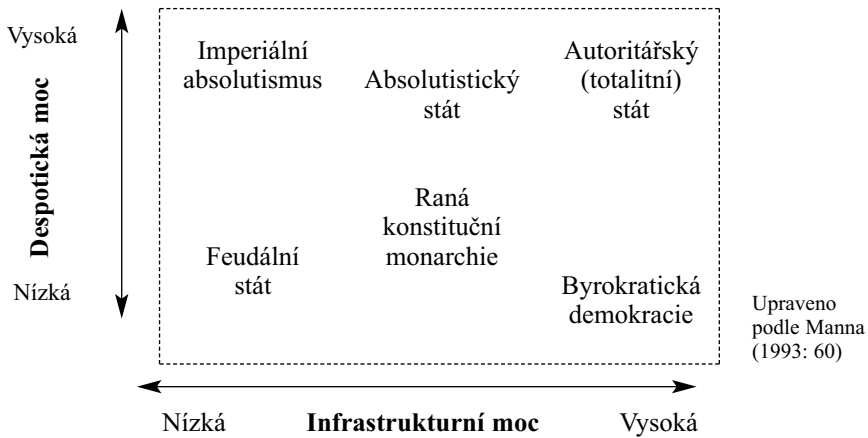 Vysoká
Despotická moc
Nízká
Imperiální
absolutismus
Absolutistický
stát
Autoritářský
(totalitní)
stát
Raná
konstituční
monarchie
Feudální
stát
Byrokratická
demokracie
Upraveno
podle Manna
(1993: 60)
Nízká
Infrastrukturní moc
Vysoká